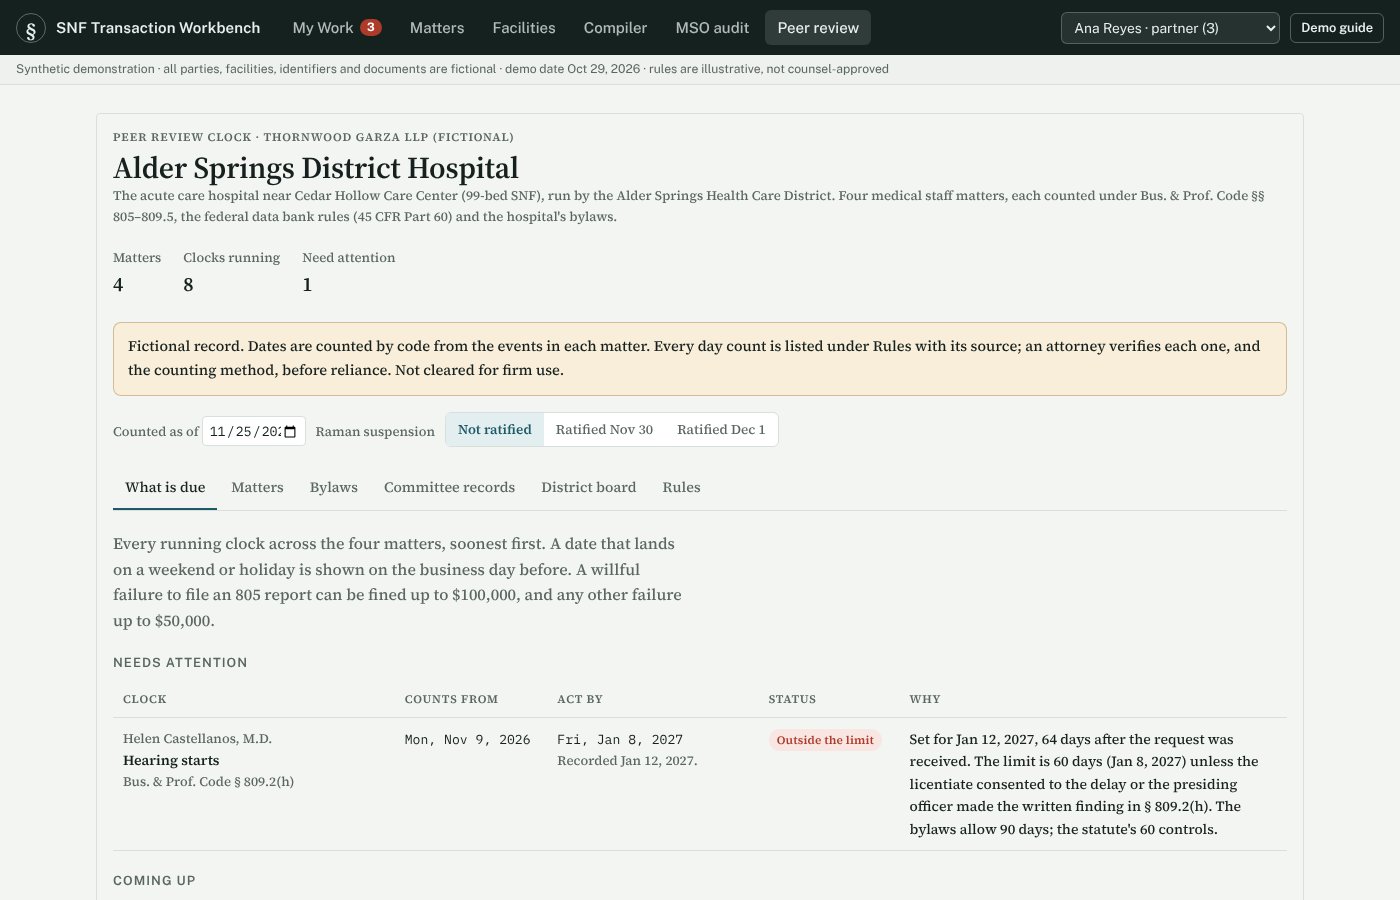 § SNF Transaction Workbench My Work 3 Matters Facilities Compiler MSO audit Peer review Ana Reyes · partner (3) Demo guide
Synthetic demonstration · all parties, facilities, identifiers and documents are fictional · demo date Oct 29, 2026 · rules are illustrative, not counsel-approved
PEER REVIEW CLOCK · THORNWOOD GARZA LLP (FICTIONAL)
Alder Springs District Hospital
The acute care hospital near Cedar Hollow Care Center (99-bed SNF), run by the Alder Springs Health Care District. Four medical staff matters, each counted under Bus. & Prof. Code §§
805–809.5, the federal data bank rules (45 CFR Part 60) and the hospital's bylaws.
Matters Clocks running Need attention
4 8 1
Fictional record. Dates are counted by code from the events in each matter. Every day count is listed under Rules with its source; an attorney verifies each one, and
the counting method, before reliance. Not cleared for firm use.
Counted as of 11/25/202 Raman suspension Not ratified Ratified Nov 30 Ratified Dec 1
What is due Matters Bylaws Committee records District board Rules
Every running clock across the four matters, soonest first. A date that lands
on a weekend or holiday is shown on the business day before. A willful
failure to file an 805 report can be fined up to $100,000, and any other failure
up to $50,000.
NEEDS ATTENTION
CLOCK COUNTS FROM ACT BY STATUS WHY
Helen Castellanos, M.D. Mon, Nov 9, 2026 Fri, Jan 8, 2027 Outside the limit Set for Jan 12, 2027, 64 days after the request was
Hearing starts Recorded Jan 12, 2027. received. The limit is 60 days (Jan 8, 2027) unless the
Bus. & Prof. Code § 809.2(h) licentiate consented to the delay or the presiding
officer made the written finding in § 809.2(h). The
bylaws allow 90 days; the statute's 60 controls.
COMING UP